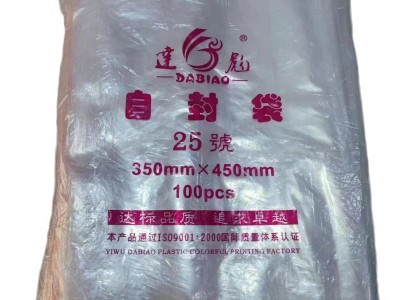 達彪®
DABIAO
自封袋
25號
350mm×450mm
100pcs
达标品质 追求卓越
本产品通过ISO9001:2000国际质量体系认证
YIWU DABIAO PLASTIC COLORFUL PRINTING FACTORY